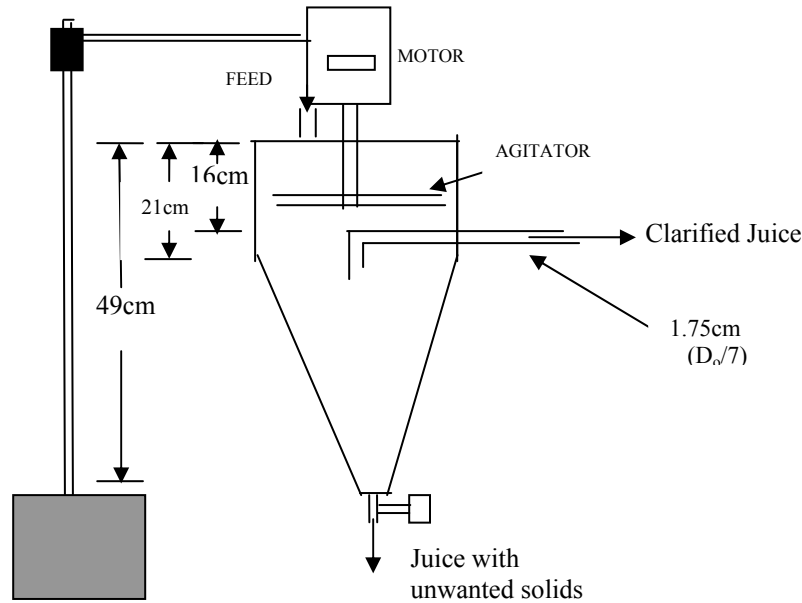 MOTOR
FEED
AGITATOR
16cm
21cm
Clarified Juice
49cm
1.75cm
(Do/7)
Juice with
unwanted solids